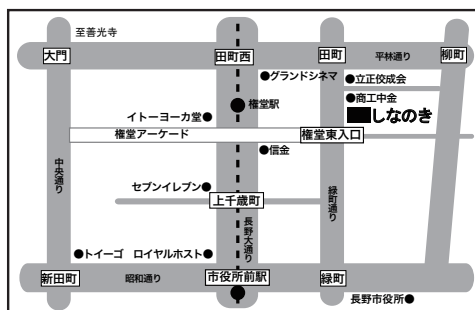 至善光寺
大門
田町西
田町
平林通り
柳町
●グランドシネマ
●立正佼成会
権堂駅
●商工中金
イトーヨーカ堂●
しなのき
権堂アーケード
権堂東入口
●信金
中央通り
セブンイレブン●
緑町通り
上千歳町
長野大通り
●トイーゴ ロイヤルホスト●
新田町
昭和通り
市役所前駅
緑町
長野市役所●